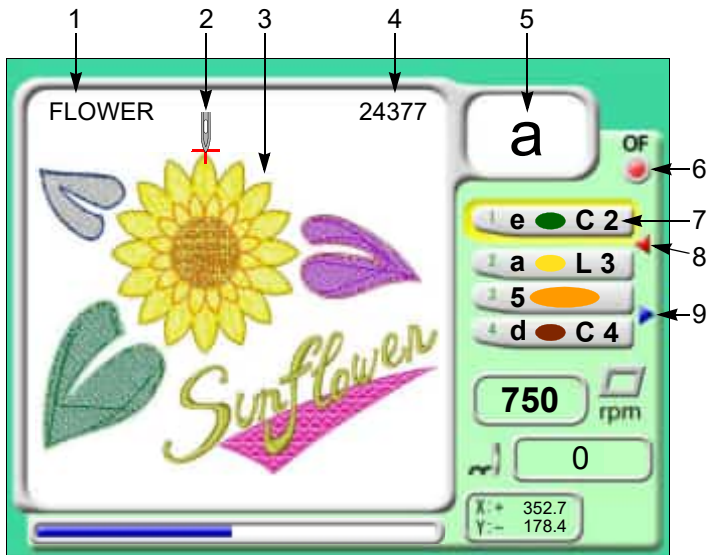 1 2 3 4 5
FLOWER 24377
a
OF
6
1 e C 2 7
8
2 a L 3
3 5
9
4 d C 4
Sunflower
750 rpm
0
X:+ 352.7
Y:- 178.4